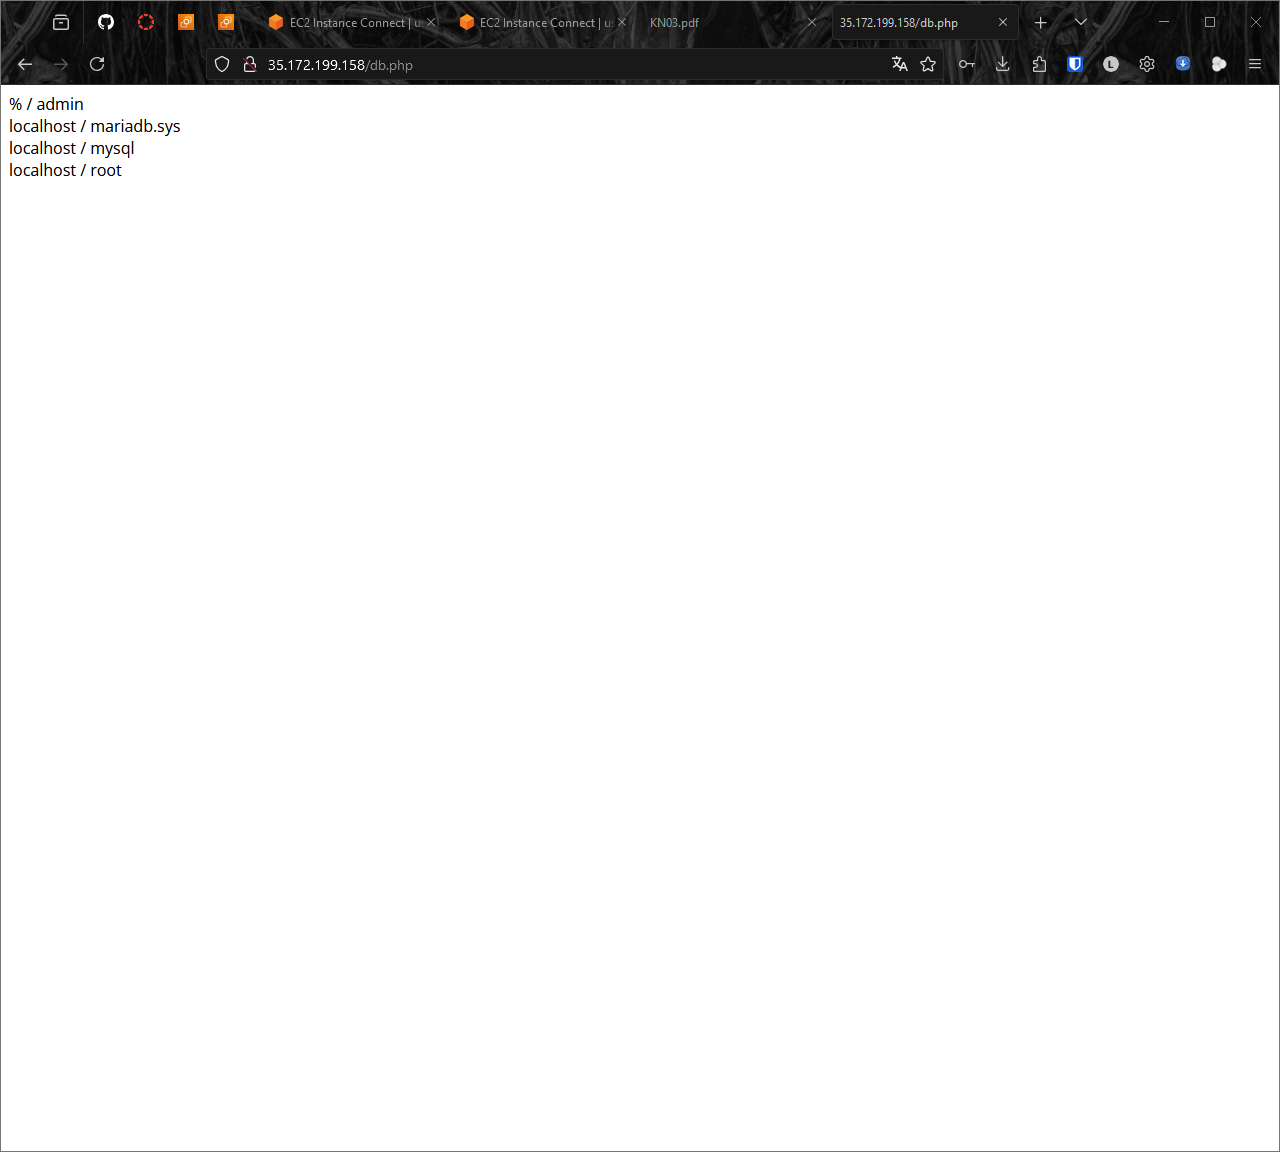 EC2 Instance Connect | u
EC2 Instance Connect | u
KN03.pdf
35.172.199.158/db.php
35.172.199.158/db.php
L
% / admin
localhost / mariadb.sys
localhost / mysql
localhost / root